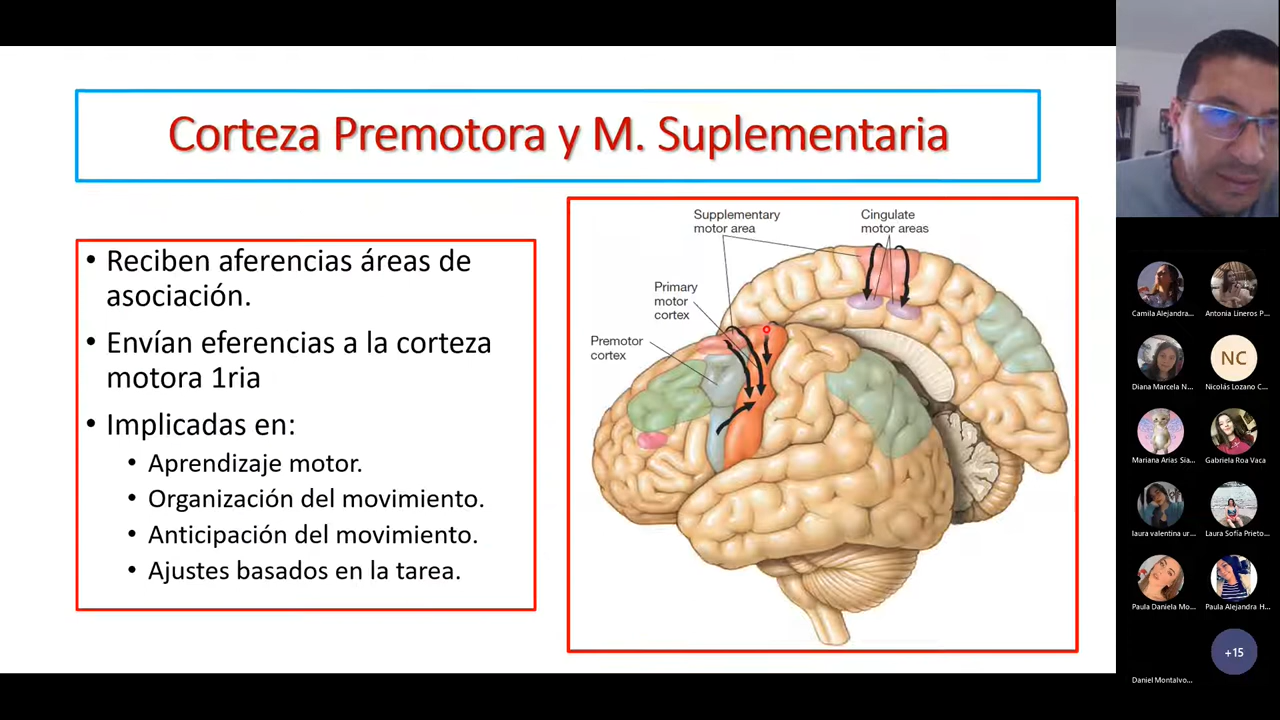 Corteza Premotora y M. Suplementaria
• Reciben aferencias áreas de
asociación.
• Envían eferencias a la corteza
motora 1ria
• Implicadas en:
• Aprendizaje motor.
• Organización del movimiento.
• Anticipación del movimiento.
• Ajustes basados en la tarea.
Supplementary
motor area
Cingulate
motor areas
Primary
motor
cortex
Premotor
cortex
Camila Alejandra...
Antonia Lineros P...
Diana Marcela N...
NC
Nicolás Lozano C...
Mariana Arias Sia...
Gabriela Roa Vaca
laura valentina ur...
Laura Sofía Prieto...
Paula Daniela Mo...
Paula Alejandra H...
+15
Daniel Montalvo...